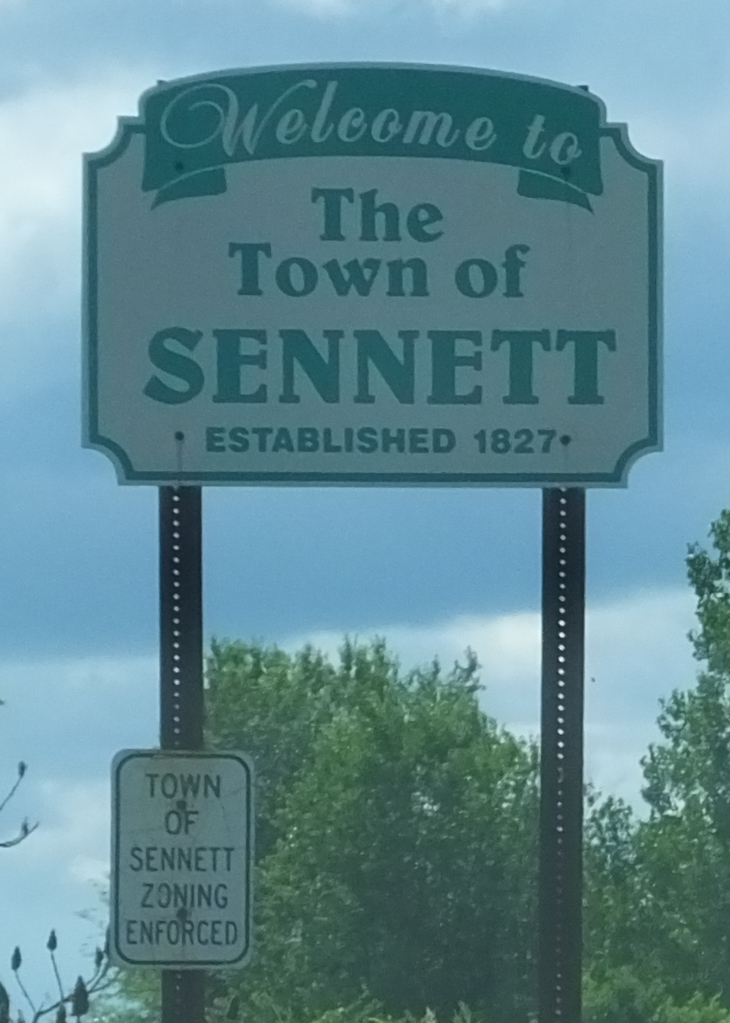 Welcome to
The
Town of
SENNETT
ESTABLISHED 1827
TOWN
OF
SENNETT
ZONING
ENFORCED